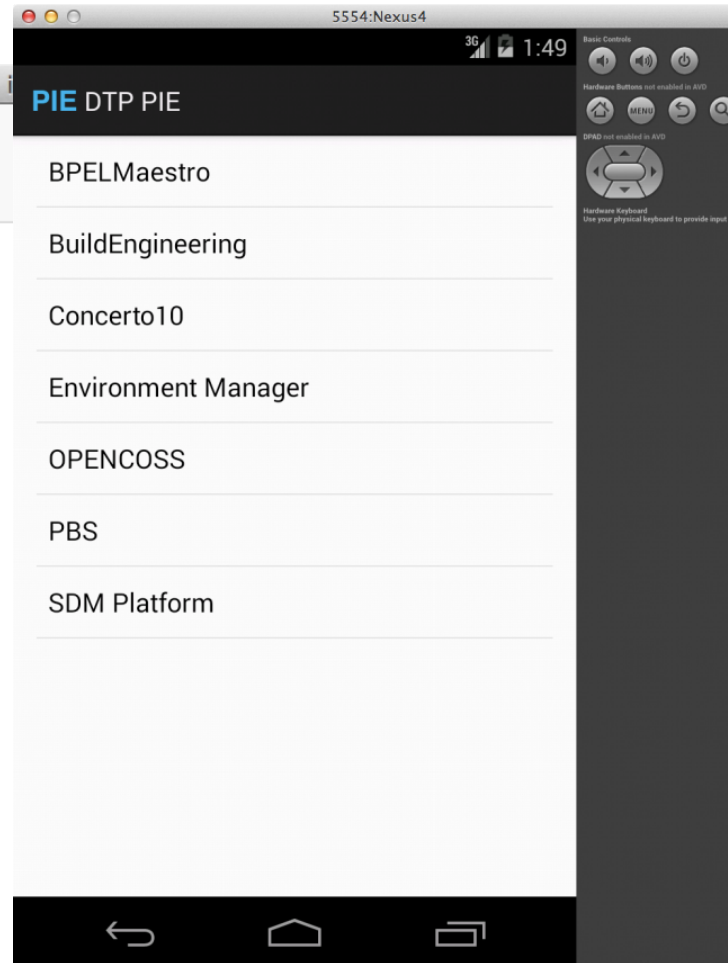 5554:Nexus4
3G 1:49
PIE DTP PIE
BPELMaestro
BuildEngineering
Concerto10
Environment Manager
OPENCOSS
PBS
SDM Platform
Basic Controls
Hardware Buttons not enabled in AVD
MENU
DPAD not enabled in AVD
Hardware Keyboard
Use your physical keyboard to provide input